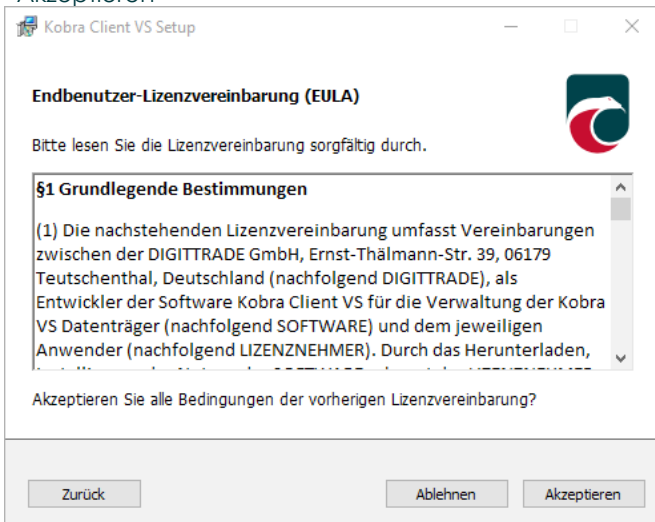 Akzeptieren
Kobra Client VS Setup
Endbenutzer-Lizenzvereinbarung (EULA)
Bitte lesen Sie die Lizenzvereinbarung sorgfältig durch.
§1 Grundlegende Bestimmungen
(1) Die nachstehenden Lizenzvereinbarung umfasst Vereinbarungen
zwischen der DIGITTRADE GmbH, Ernst-Thälmann-Str. 39, 06179
Teutschenthal, Deutschland (nachfolgend DIGITTRADE), als
Entwickler der Software Kobra Client VS für die Verwaltung der Kobra
VS Datenträger (nachfolgend SOFTWARE) und dem jeweiligen
Anwender (nachfolgend LIZENZNEHMER). Durch das Herunterladen,
Akzeptieren Sie alle Bedingungen der vorherigen Lizenzvereinbarung?
Zurück
Ablehnen
Akzeptieren